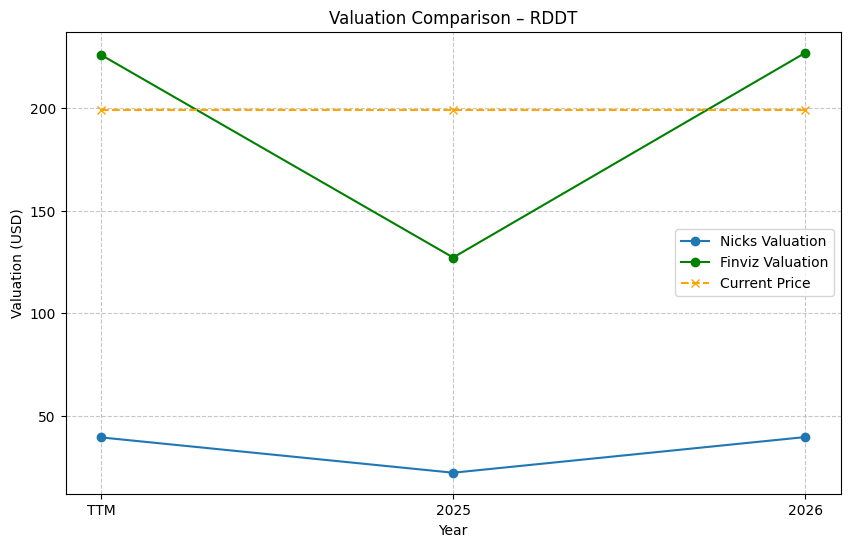 Valuation Comparison – RDDT
Valuation (USD)
200
150
100
50
Nicks Valuation
Finviz Valuation
Current Price
TTM
2025
2026
Year